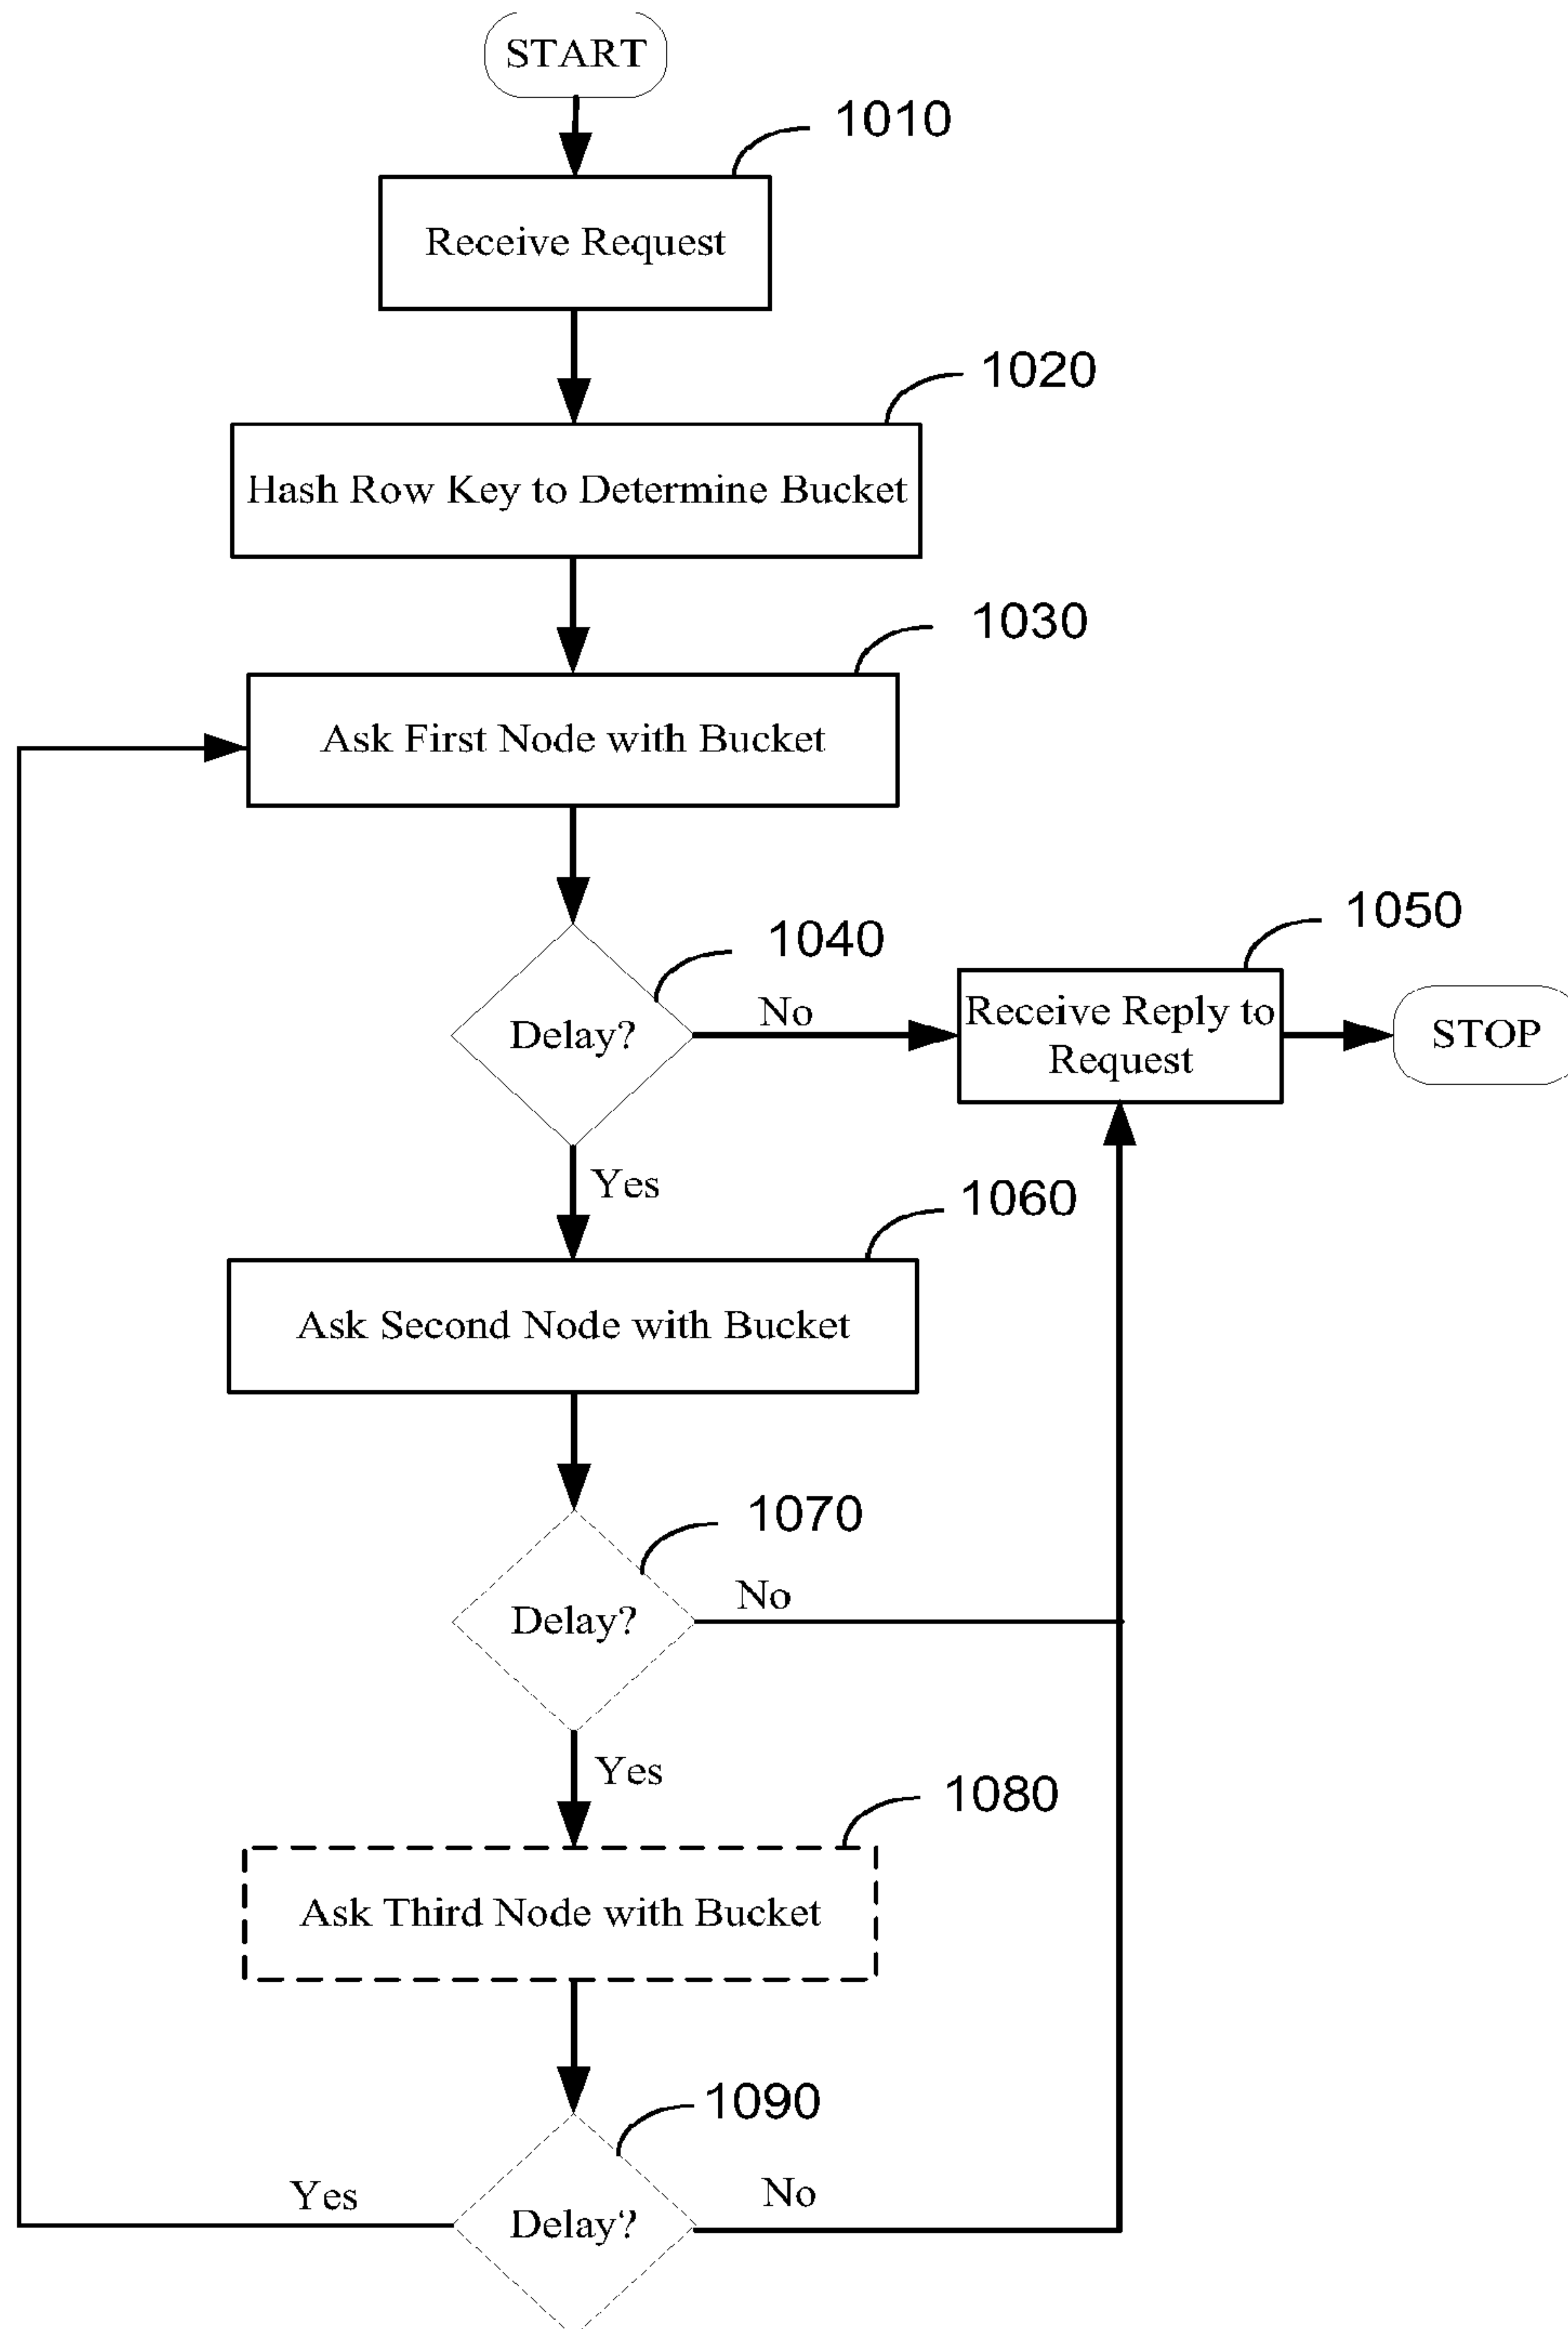 START
1010
Receive Request
1020
Hash Row Key to Determine Bucket
1030
Ask First Node with Bucket
1040
Delay?
No
1050
Receive Reply to
Request
STOP
Yes
1060
Ask Second Node with Bucket
1070
Delay?
No
Yes
1080
Ask Third Node with Bucket
1090
Delay?
Yes
No